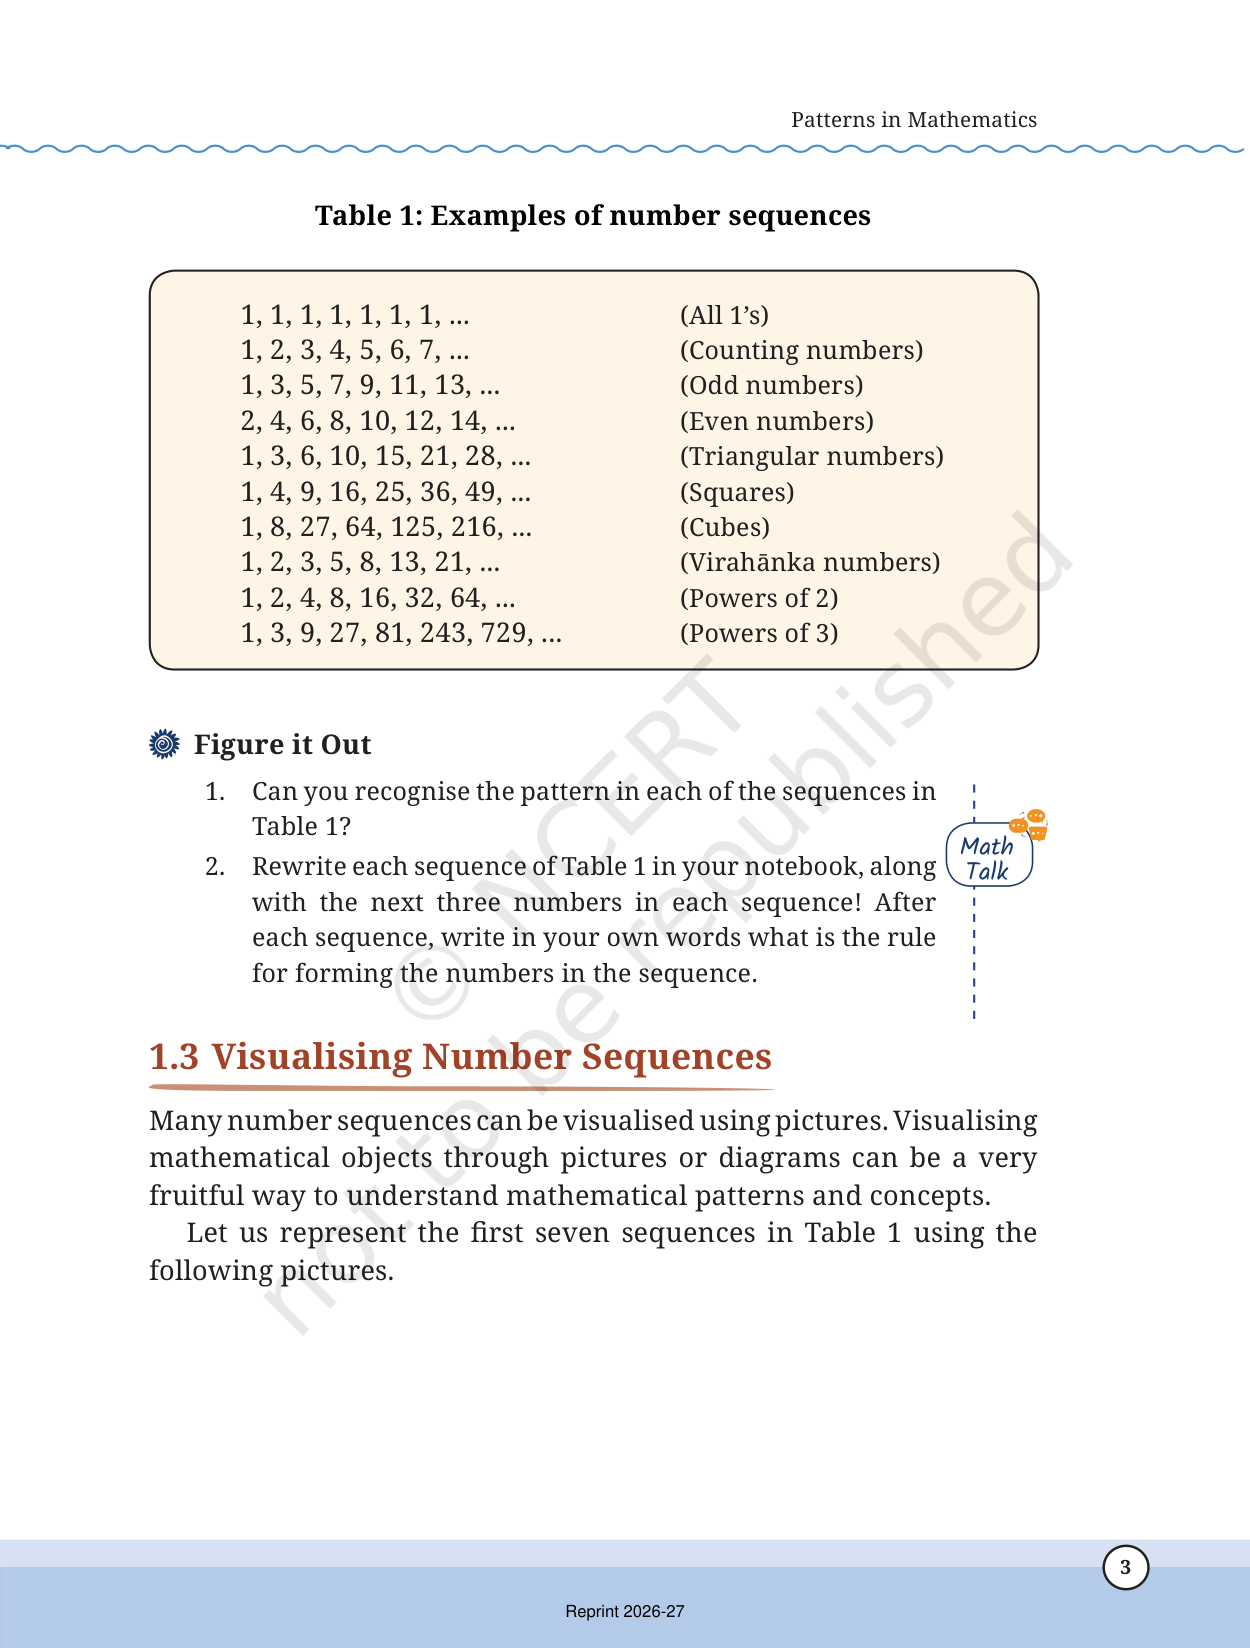 Patterns in Mathematics
Table 1: Examples of number sequences
1, 1, 1, 1, 1, 1, 1, ... (All 1’s)
1, 2, 3, 4, 5, 6, 7, ... (Counting numbers)
1, 3, 5, 7, 9, 11, 13, ... (Odd numbers)
2, 4, 6, 8, 10, 12, 14, ... (Even numbers)
1, 3, 6, 10, 15, 21, 28, ... (Triangular numbers)
1, 4, 9, 16, 25, 36, 49, ... (Squares)
1, 8, 27, 64, 125, 216, ... (Cubes)
1, 2, 3, 5, 8, 13, 21, ... (Virahānka numbers)
1, 2, 4, 8, 16, 32, 64, ... (Powers of 2)
1, 3, 9, 27, 81, 243, 729, ... (Powers of 3)
Figure it Out
1. Can you recognise the pattern in each of the sequences in
Table 1?
2. Rewrite each sequence of Table 1 in your notebook, along
with the next three numbers in each sequence! After
each sequence, write in your own words what is the rule
for forming the numbers in the sequence.
Math
Talk
1.3 Visualising Number Sequences
Many number sequences can be visualised using pictures. Visualising
mathematical objects through pictures or diagrams can be a very
fruitful way to understand mathematical patterns and concepts.
Let us represent the first seven sequences in Table 1 using the
following pictures.
© NCERT
not to be republished
3
Reprint 2026-27